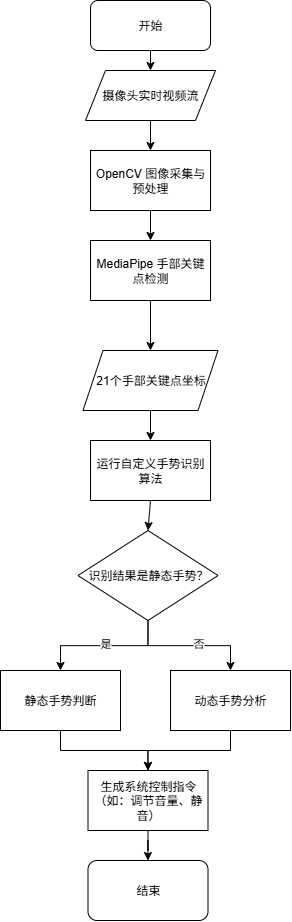 开始
摄像头实时视频流
OpenCV 图像采集与
预处理
MediaPipe 手部关键
点检测
21个手部关键点坐标
运行自定义手势识别
算法
识别结果是静态手势？
是
否
静态手势判断
动态手势分析
生成系统控制指令
（如：调节音量、静
音）
结束